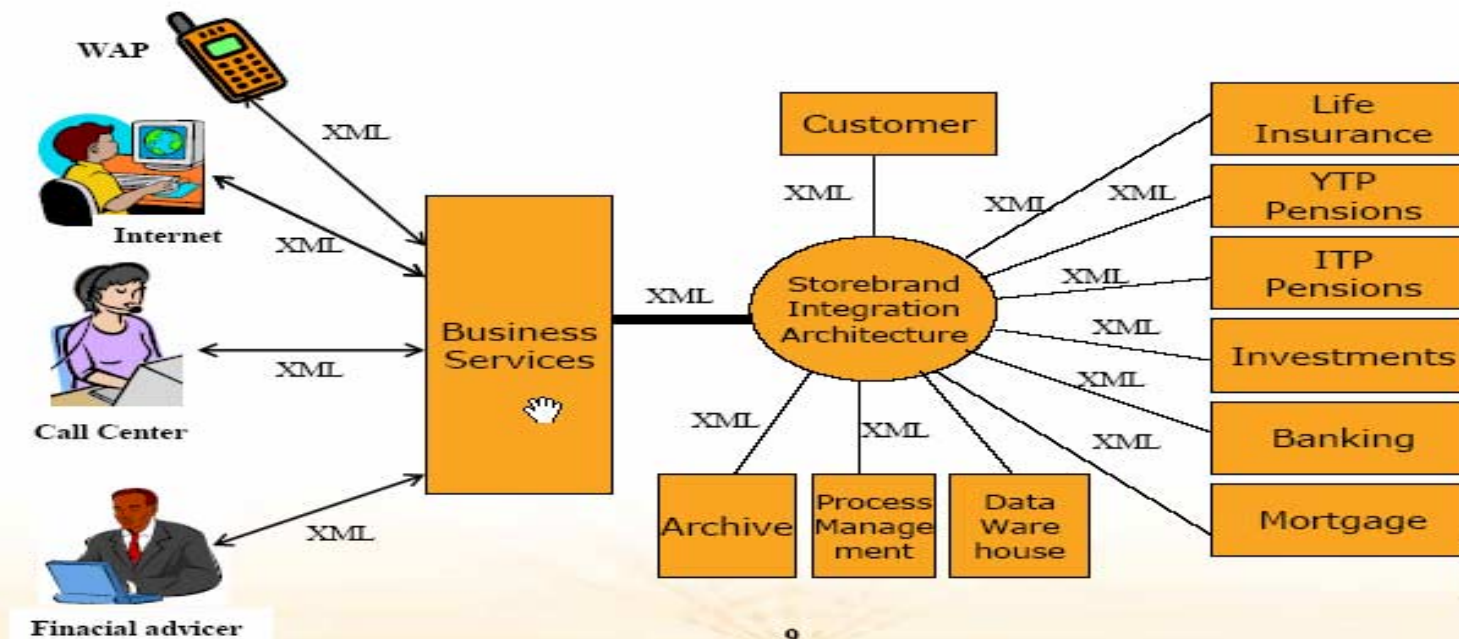 WAP
XML
Internet
XML
Call Center
XML
Finacial advicer
XML
Business
Services
XML
Customer
XML
Storebrand
Integration
Architecture
XML
Life
Insurance
XML
YTP
Pensions
XML
ITP
Pensions
XML
Investments
XML
Banking
XML
Mortgage
XML
Archive
XML
Process
Manage
ment
Data
Ware
house
9